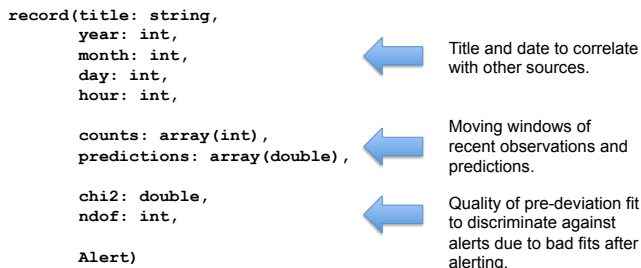 record(title: string,
year: int,
month: int,
day: int,
hour: int,
Title and date to correlate
with other sources.
counts: array(int),
predictions: array(double),
Moving windows of
recent observations and
predictions.
chi2: double,
ndof: int,
Alert)
Quality of pre-deviation fit
to discriminate against
alerts due to bad fits after
alerting.